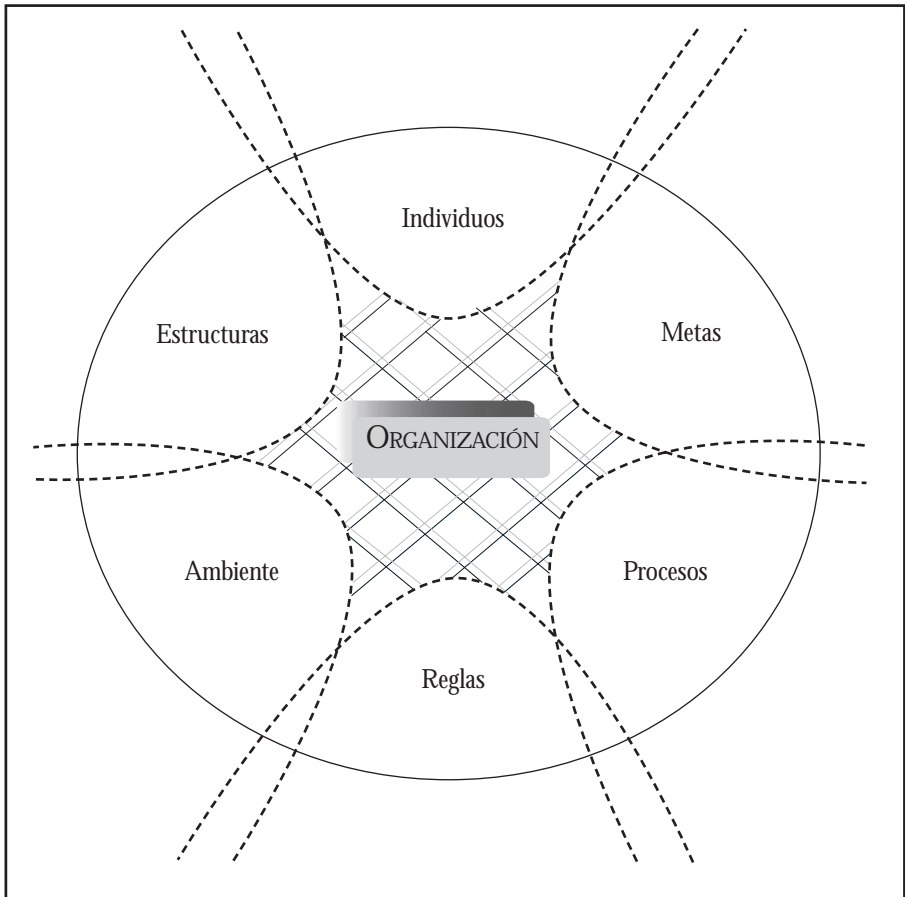 Individuos
Estructuras
Metas
ORGANIZACIÓN
Ambiente
Procesos
Reglas